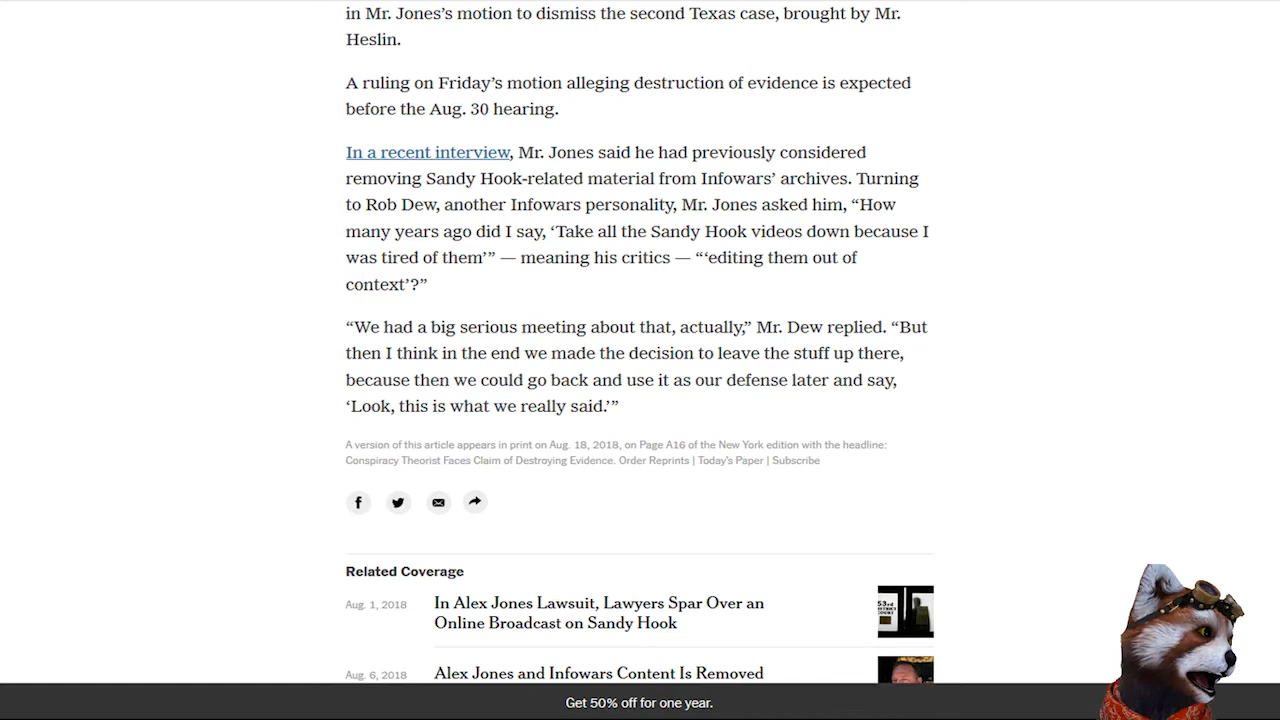 in Mr. Jones’s motion to dismiss the second Texas case, brought by Mr.
Heslin.
A ruling on Friday’s motion alleging destruction of evidence is expected
before the Aug. 30 hearing.
In a recent interview, Mr. Jones said he had previously considered
removing Sandy Hook-related material from Infowars’ archives. Turning
to Rob Dew, another Infowars personality, Mr. Jones asked him, “How
many years ago did I say, ‘Take all the Sandy Hook videos down because I
was tired of them’” — meaning his critics — “‘editing them out of
context’?”
“We had a big serious meeting about that, actually,” Mr. Dew replied. “But
then I think in the end we made the decision to leave the stuff up there,
because then we could go back and use it as our defense later and say,
‘Look, this is what we really said.’”
A version of this article appears in print on Aug. 18, 2018, on Page A16 of the New York edition with the headline:
Conspiracy Theorist Faces Claim of Destroying Evidence. Order Reprints | Today’s Paper | Subscribe
Related Coverage
Aug. 1, 2018
In Alex Jones Lawsuit, Lawyers Spar Over an
Online Broadcast on Sandy Hook
53rd
Aug. 6, 2018
Alex Jones and Infowars Content Is Removed
Get 50% off for one year.